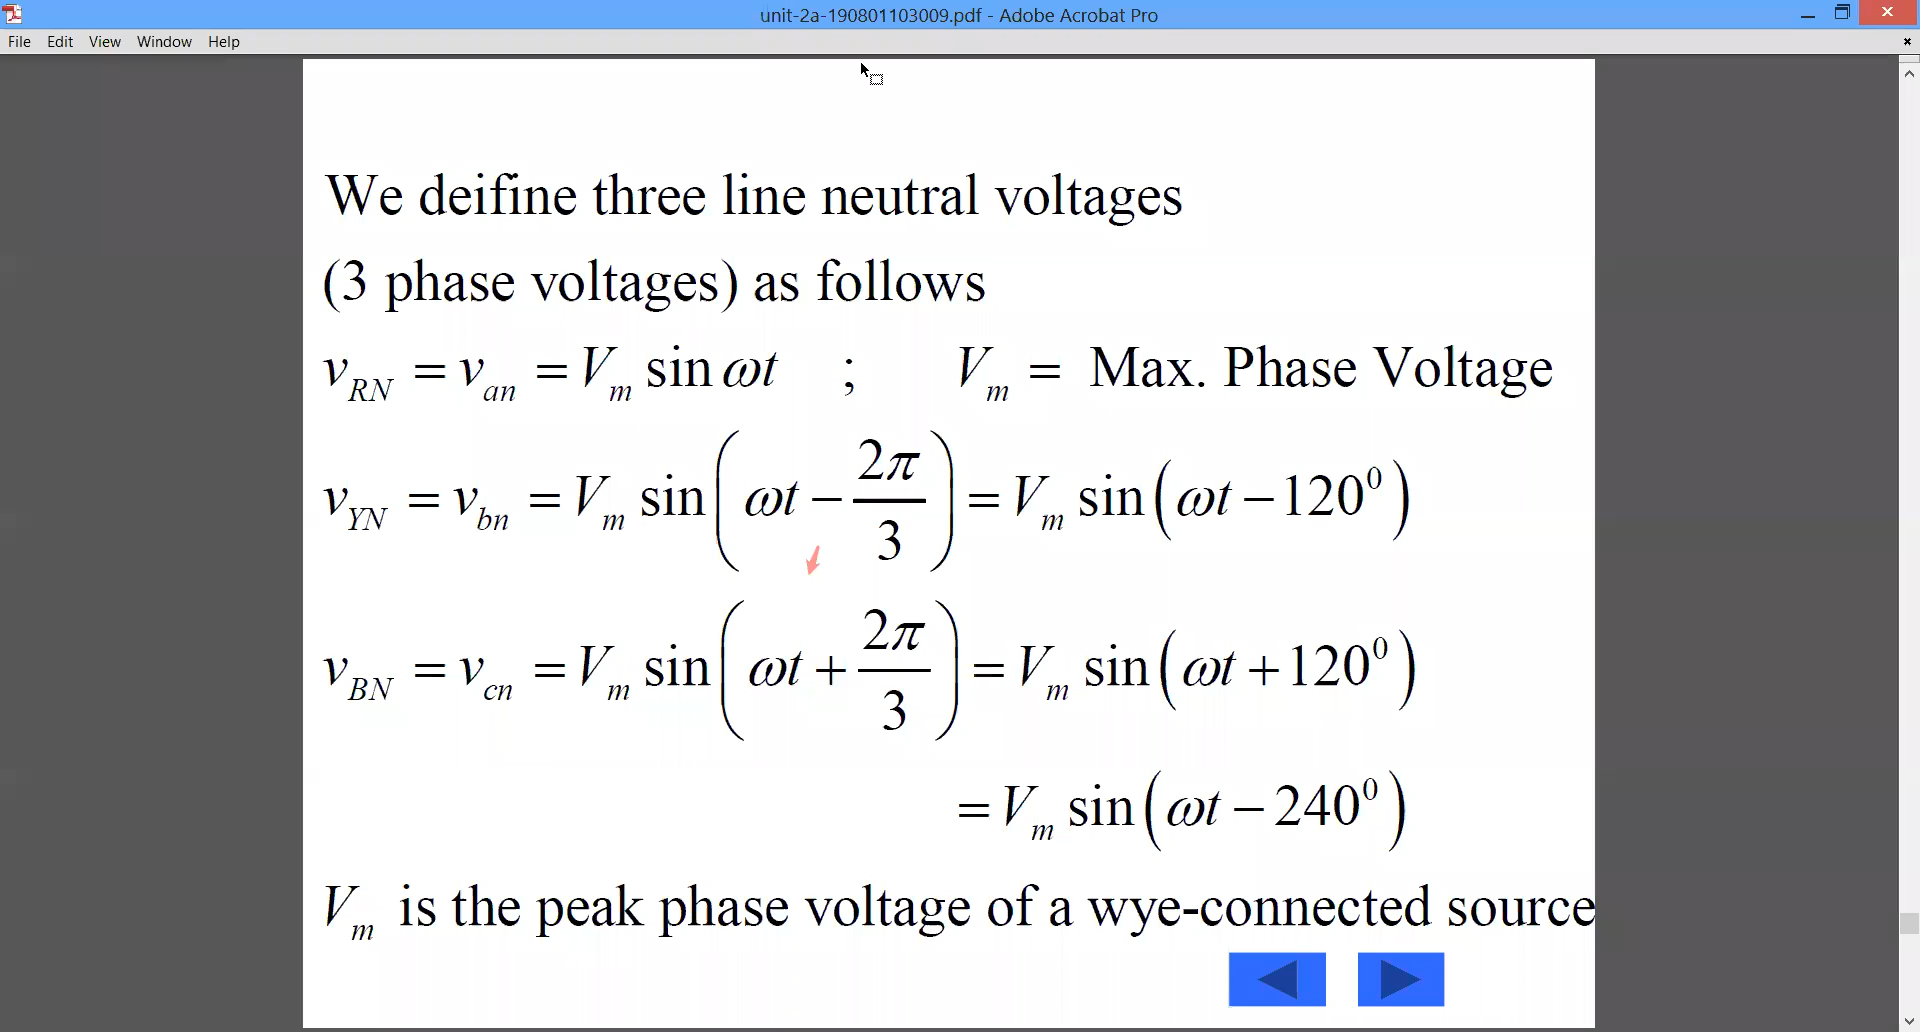 unit-2a-190801103009.pdf - Adobe Acrobat Pro
File Edit View Window Help
We deifine three line neutral voltages
(3 phase voltages) as follows
v_RN = v_an = V_m sin ωt ; V_m = Max. Phase Voltage
v_YN = v_bn = V_m sin(ωt − 2π/3) = V_m sin(ωt − 120⁰)
v_BN = v_cn = V_m sin(ωt + 2π/3) = V_m sin(ωt + 120⁰)
= V_m sin(ωt − 240⁰)
V_m is the peak phase voltage of a wye-connected source